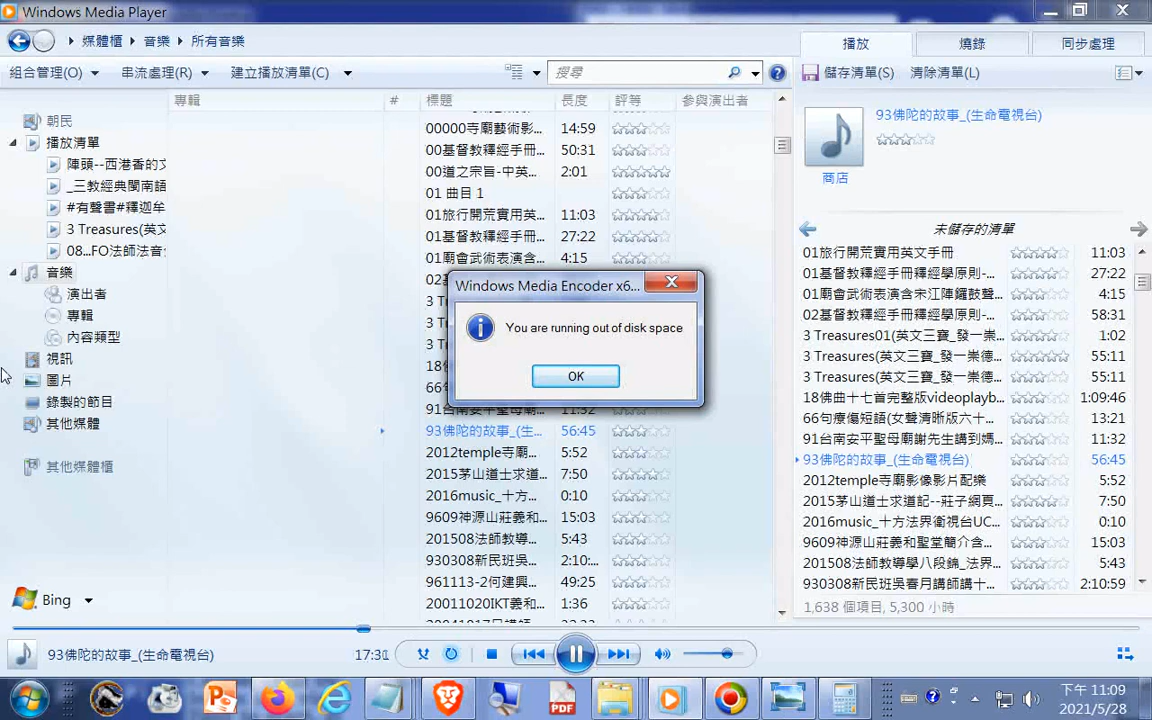 Windows Media Player
媒體櫃 ▸ 音樂 ▸ 所有音樂
播放 燒錄 同步處理
組合管理(O) 串流處理(R) 建立播放清單(C) 搜尋 儲存清單(S) 清除清單(L)
專輯 # 標題 長度 評等 參與演出者
朝民
播放清單
陣頭--西港香的文
_三教經典閩南語
#有聲書#釋迦牟
3 Treasures(英文
08...FO法師法音
音樂
演出者
專輯
內容類型
視訊
圖片
錄製的節目
其他媒體
其他媒體櫃
Bing
00000寺廟藝術影... 14:59
00基督教釋經手冊... 50:31
00道之宗旨-中英... 2:01
01 曲目 1
01旅行開荒實用英... 11:03
01基督教釋經手冊... 27:22
01廟會武術表演含... 4:15
02
3 T
3 T
3 T
18
66
91台南安平聖母廟... 11:32
93佛陀的故事_(生... 56:45
2012temple寺廟... 5:52
2015茅山道士求道... 7:50
2016music_十方... 0:10
9609神源山莊義和... 15:03
201508法師教導... 5:43
930308新民班吳... 2:10:...
961113-2何建興... 49:25
20011020IKT義和... 1:36
Windows Media Encoder x6...
You are running out of disk space
OK
93佛陀的故事_(生命電視台)
商店
未儲存的清單
01旅行開荒實用英文手冊 11:03
01基督教釋經手冊釋經學原則-... 27:22
01廟會武術表演含宋江陣鑼鼓聲... 4:15
02基督教釋經手冊釋經學原則-... 58:31
3 Treasures01(英文三寶_發一崇... 1:02
3 Treasures(英文三寶_發一崇德... 55:11
3 Treasures(英文三寶_發一崇德... 55:11
18佛曲十七首完整版videoplayb... 1:09:46
66句療傷短語(女聲清晰版六十... 13:21
91台南安平聖母廟謝先生講到媽... 11:32
93佛陀的故事_(生命電視台) 56:45
2012temple寺廟影像影片配樂 5:52
2015茅山道士求道記--莊子網頁... 7:50
2016music_十方法界衛視台UC... 0:10
9609神源山莊義和聖堂簡介含... 15:03
201508法師教導學八段錦_法界... 5:43
930308新民班吳春月講師講十... 2:10:59
1,638 個項目, 5,300 小時
93佛陀的故事_(生命電視台) 17:31
下午 11:09
2021/5/28